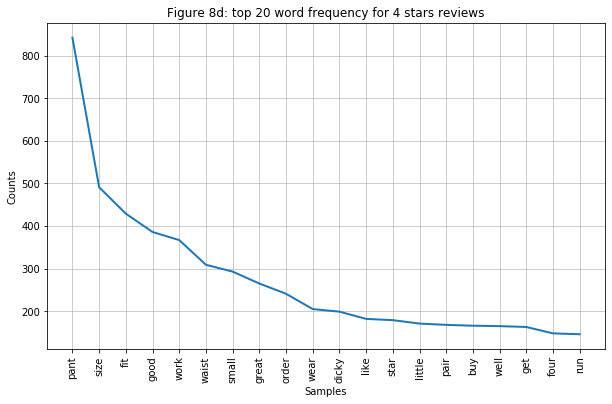 Figure 8d: top 20 word frequency for 4 stars reviews
Counts
800
700
600
500
400
300
200
pant
size
fit
good
work
waist
small
great
order
wear
dicky
like
star
little
pair
buy
well
get
four
run
Samples